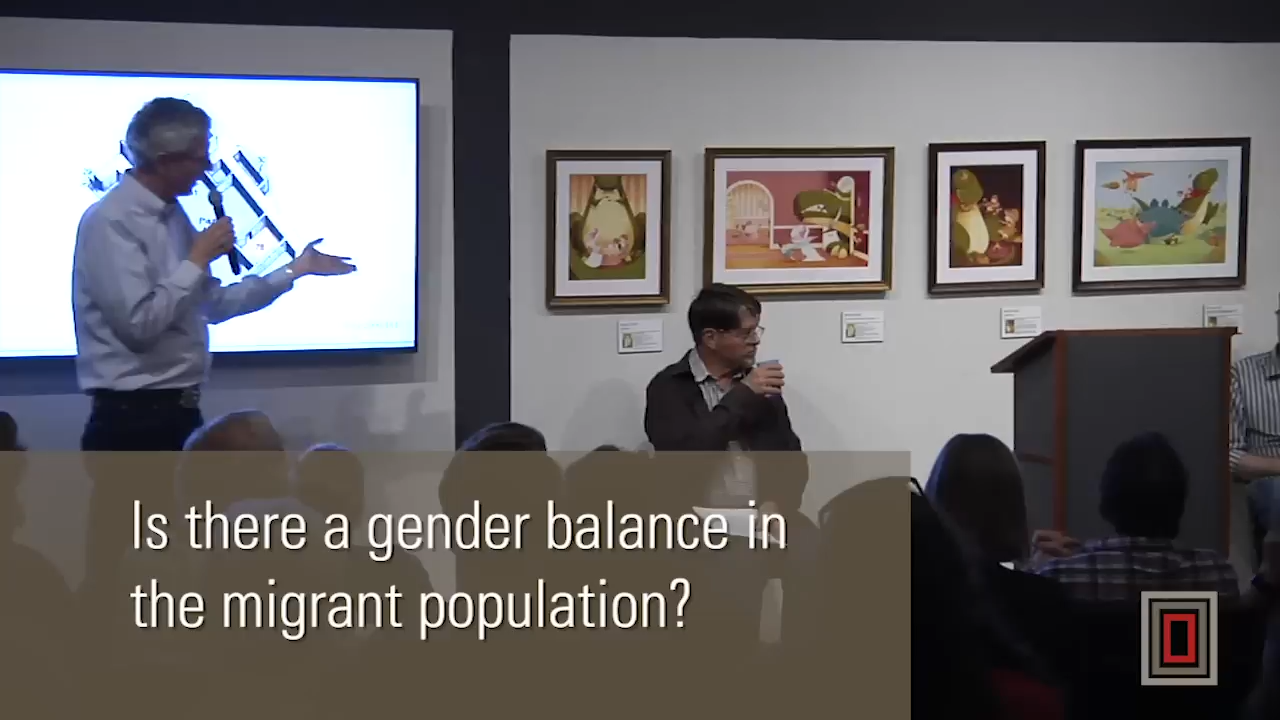 Is there a gender balance in
the migrant population?